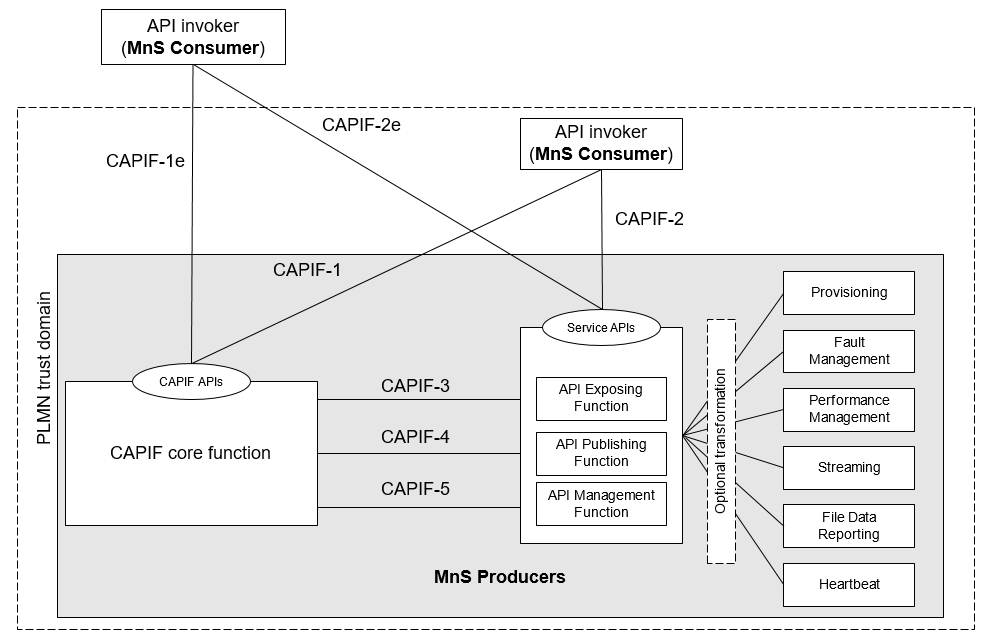 API invoker
(MnS Consumer)
CAPIF-2e
API invoker
(MnS Consumer)
CAPIF-1e
CAPIF-2
CAPIF-1
PLMN trust domain
CAPIF APIs
CAPIF core function
CAPIF-3
CAPIF-4
CAPIF-5
Service APIs
API Exposing
Function
API Publishing
Function
API Management
Function
Optional transformation
Provisioning
Fault
Management
Performance
Management
Streaming
File Data
Reporting
Heartbeat
MnS Producers